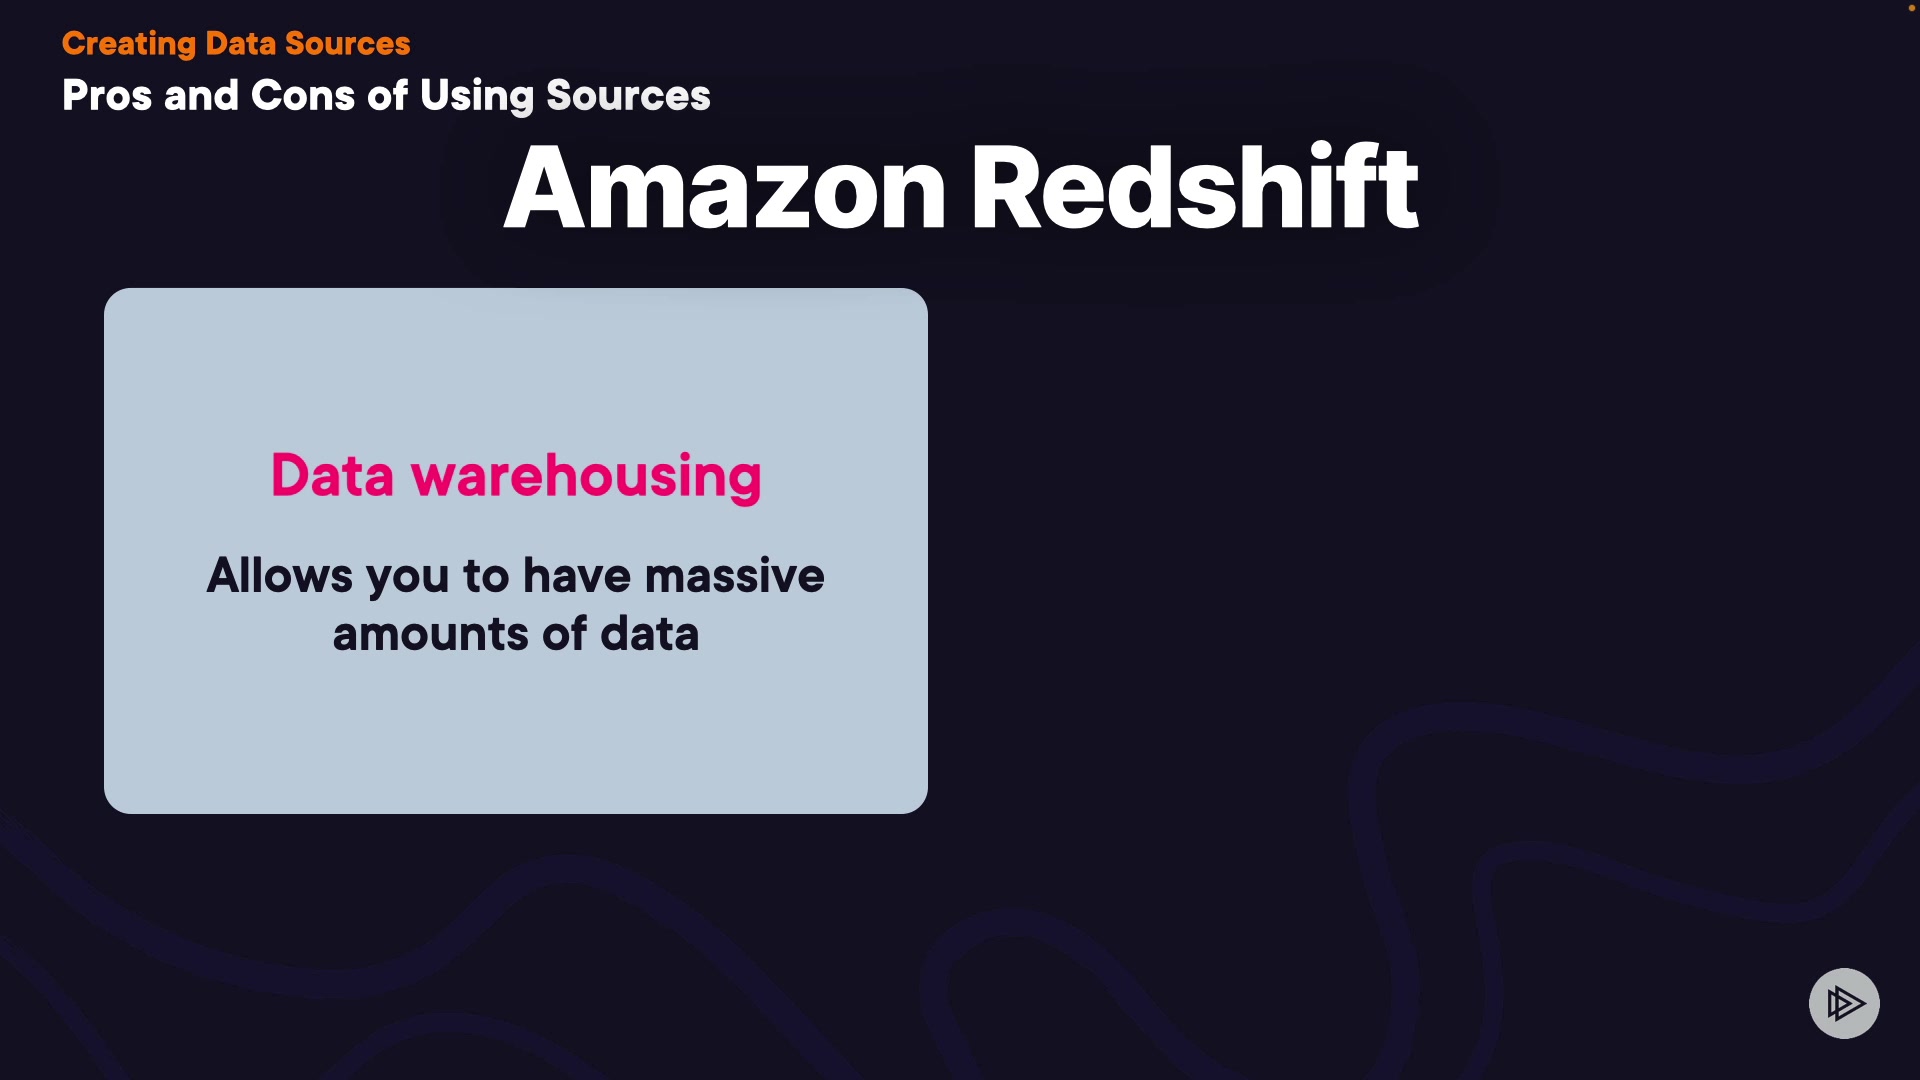 Creating Data Sources
Pros and Cons of Using Sources
Amazon Redshift
Data warehousing
Allows you to have massive
amounts of data